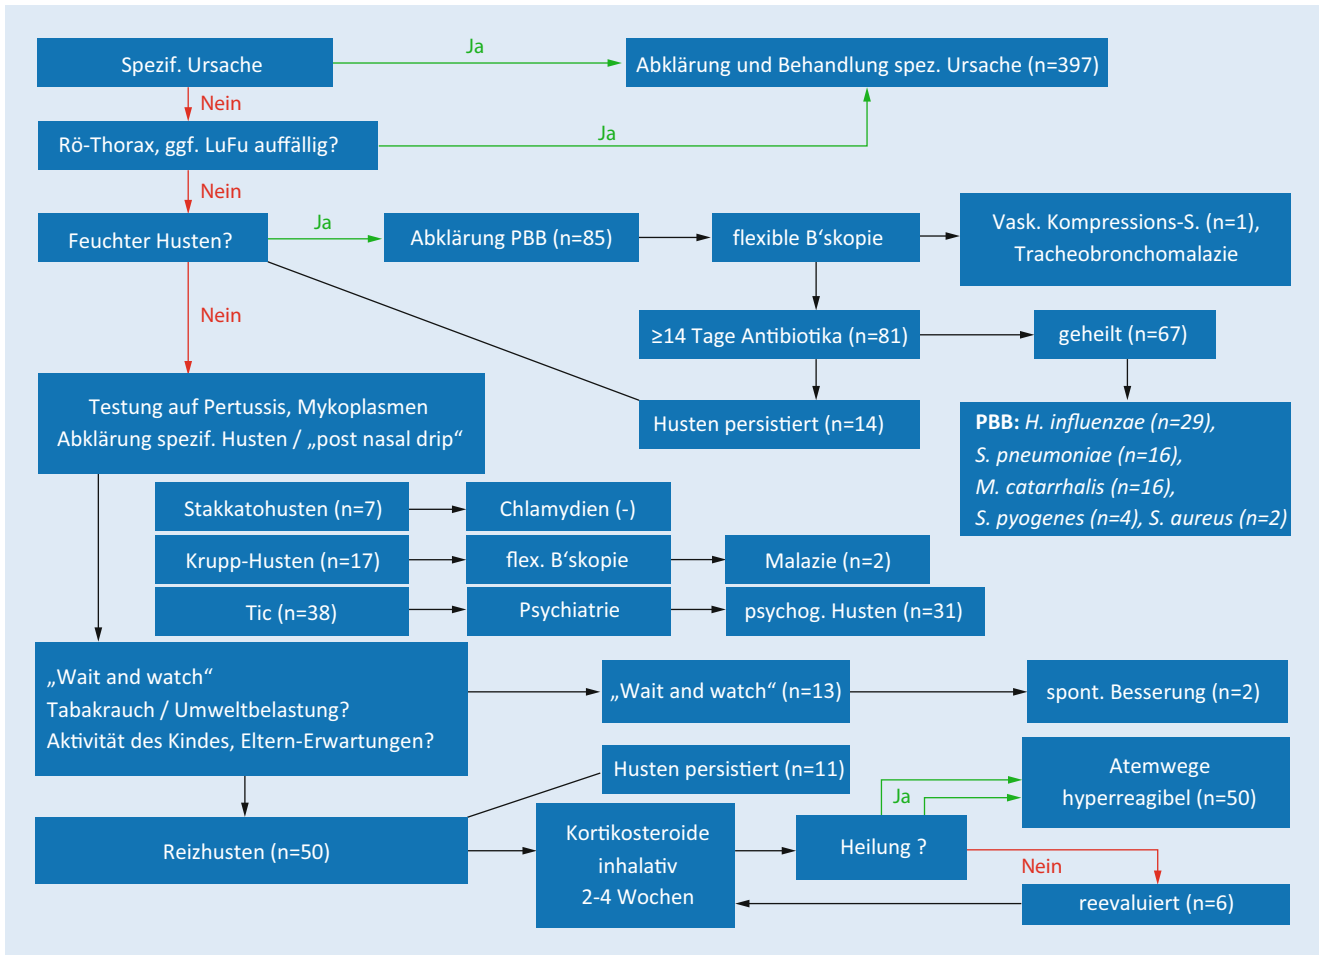 Spezif. Ursache
Ja
Abklärung und Behandlung spez. Ursache (n=397)
Nein
Rö-Thorax, ggf. LuFu auffällig?
Ja
Nein
Feuchter Husten?
Ja
Abklärung PBB (n=85)
flexible B‘skopie
Vask. Kompressions-S. (n=1),
Tracheobronchomalazie
Nein
≥14 Tage Antibiotika (n=81)
geheilt (n=67)
Testung auf Pertussis, Mykoplasmen
Abklärung spezif. Husten / „post nasal drip“
Husten persistiert (n=14)
PBB: H. influenzae (n=29),
S. pneumoniae (n=16),
M. catarrhalis (n=16),
S. pyogenes (n=4), S. aureus (n=2)
Stakkatohusten (n=7)
Chlamydien (-)
Krupp-Husten (n=17)
flex. B‘skopie
Malazie (n=2)
Tic (n=38)
Psychiatrie
psychog. Husten (n=31)
„Wait and watch“
Tabakrauch / Umweltbelastung?
Aktivität des Kindes, Eltern-Erwartungen?
„Wait and watch“ (n=13)
spont. Besserung (n=2)
Husten persistiert (n=11)
Atemwege
hyperreagibel (n=50)
Ja
Reizhusten (n=50)
Kortikosteroide
inhalativ
2-4 Wochen
Heilung ?
Nein
reevaluiert (n=6)